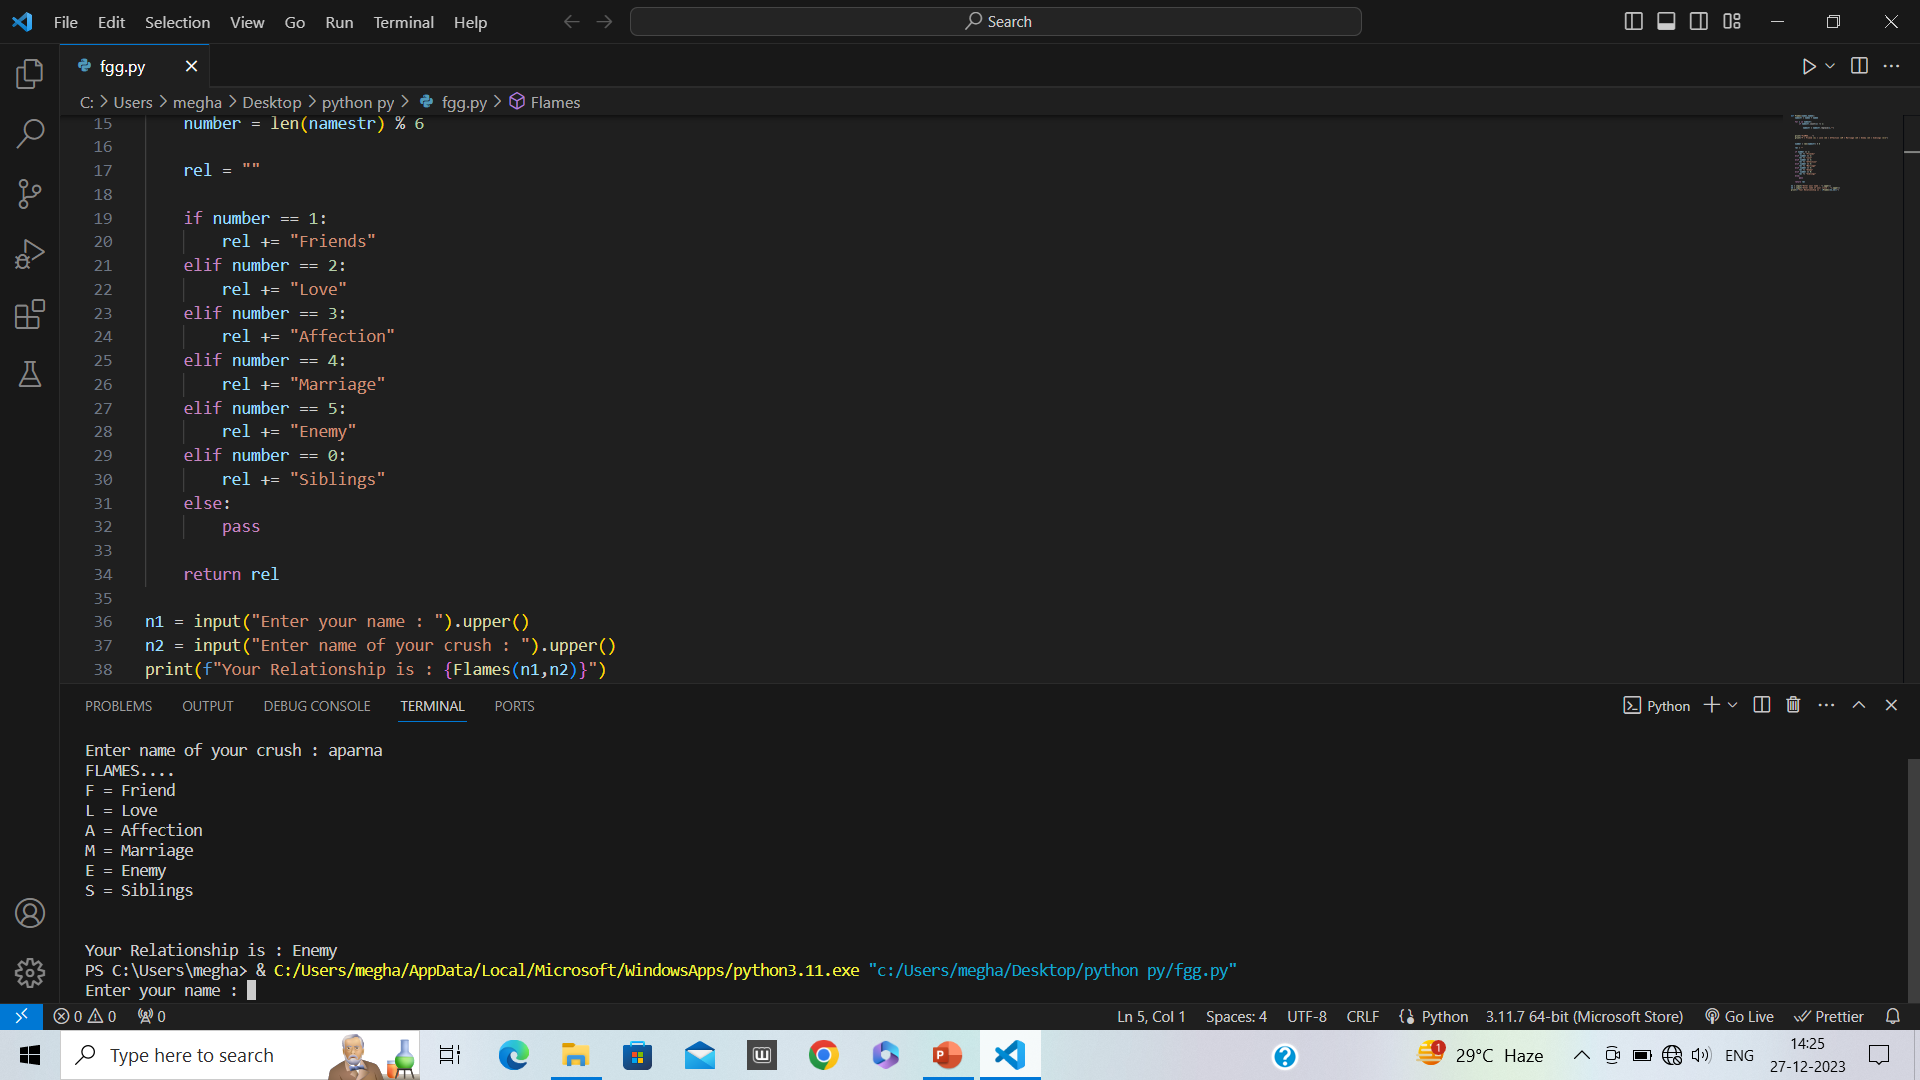 File Edit Selection View Go Run Terminal Help
Search
fgg.py
C: Users megha Desktop python py fgg.py Flames
15 number = len(namestr) % 6
16
17 rel = ""
18
19 if number == 1:
20 rel += "Friends"
21 elif number == 2:
22 rel += "Love"
23 elif number == 3:
24 rel += "Affection"
25 elif number == 4:
26 rel += "Marriage"
27 elif number == 5:
28 rel += "Enemy"
29 elif number == 0:
30 rel += "Siblings"
31 else:
32 pass
33
34 return rel
35
36 n1 = input("Enter your name : ").upper()
37 n2 = input("Enter name of your crush : ").upper()
38 print(f"Your Relationship is : {Flames(n1,n2)}")
PROBLEMS OUTPUT DEBUG CONSOLE TERMINAL PORTS
Python
Enter name of your crush : aparna
FLAMES....
F = Friend
L = Love
A = Affection
M = Marriage
E = Enemy
S = Siblings
Your Relationship is : Enemy
PS C:\Users\megha> & C:/Users/megha/AppData/Local/Microsoft/WindowsApps/python3.11.exe "c:/Users/megha/Desktop/python py/fgg.py"
Enter your name :
0 0 0 Ln 5, Col 1 Spaces: 4 UTF-8 CRLF Python 3.11.7 64-bit (Microsoft Store) Go Live Prettier
Type here to search
1 29°C Haze ENG
14:25
27-12-2023